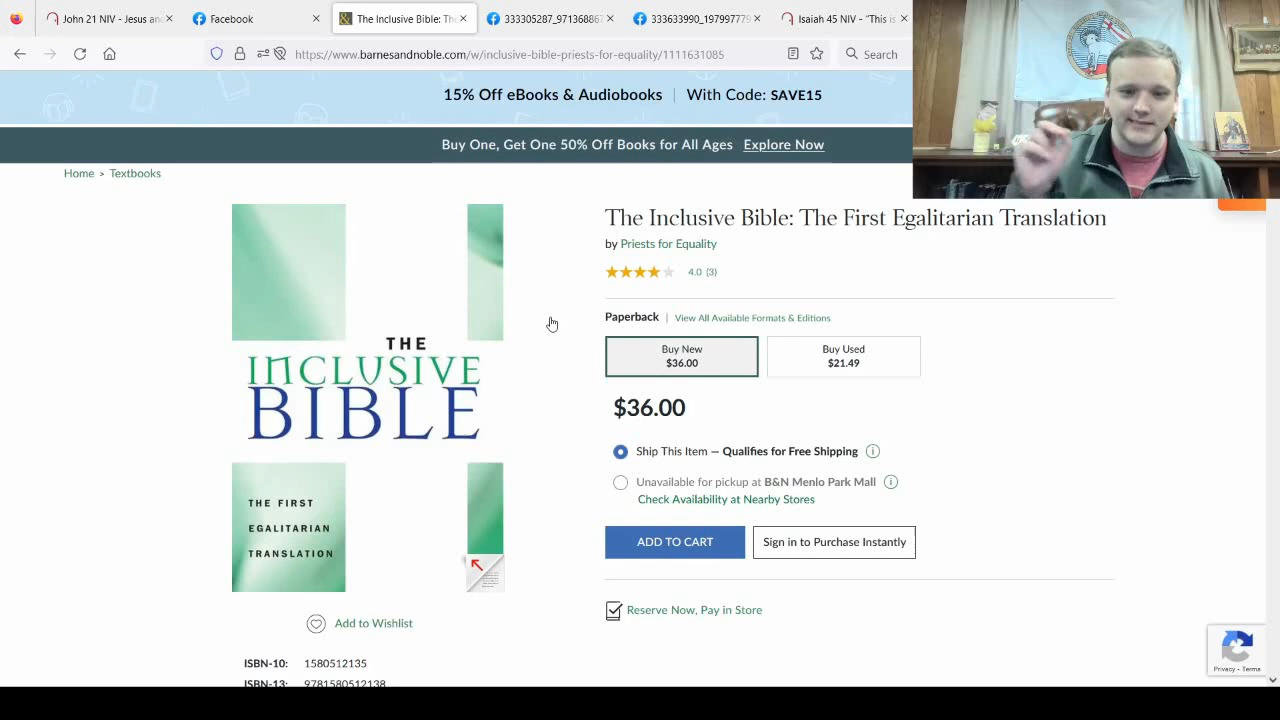 John 21 NIV - Jesus and
Facebook
The Inclusive Bible: The
333305287_97136886
333633990_197597779
Isaiah 45 NIV - “This is
https://www.barnesandnoble.com/w/inclusive-bible-priests-for-equality/1111631085
Search
15% Off eBooks & Audiobooks | With Code: SAVE15
Buy One, Get One 50% Off Books for All Ages Explore Now
Home > Textbooks
THE
INCLUSIVE
BIBLE
THE FIRST
EGALITARIAN
TRANSLATION
Add to Wishlist
ISBN-10: 1580512135
ISBN-13: 9781580512138
The Inclusive Bible: The First Egalitarian Translation
by Priests for Equality
4.0 (3)
Paperback | View All Available Formats & Editions
Buy New
$36.00
Buy Used
$21.49
$36.00
Ship This Item — Qualifies for Free Shipping
Unavailable for pickup at B&N Menlo Park Mall
Check Availability at Nearby Stores
ADD TO CART
Sign in to Purchase Instantly
Reserve Now, Pay in Store
Privacy - Terms